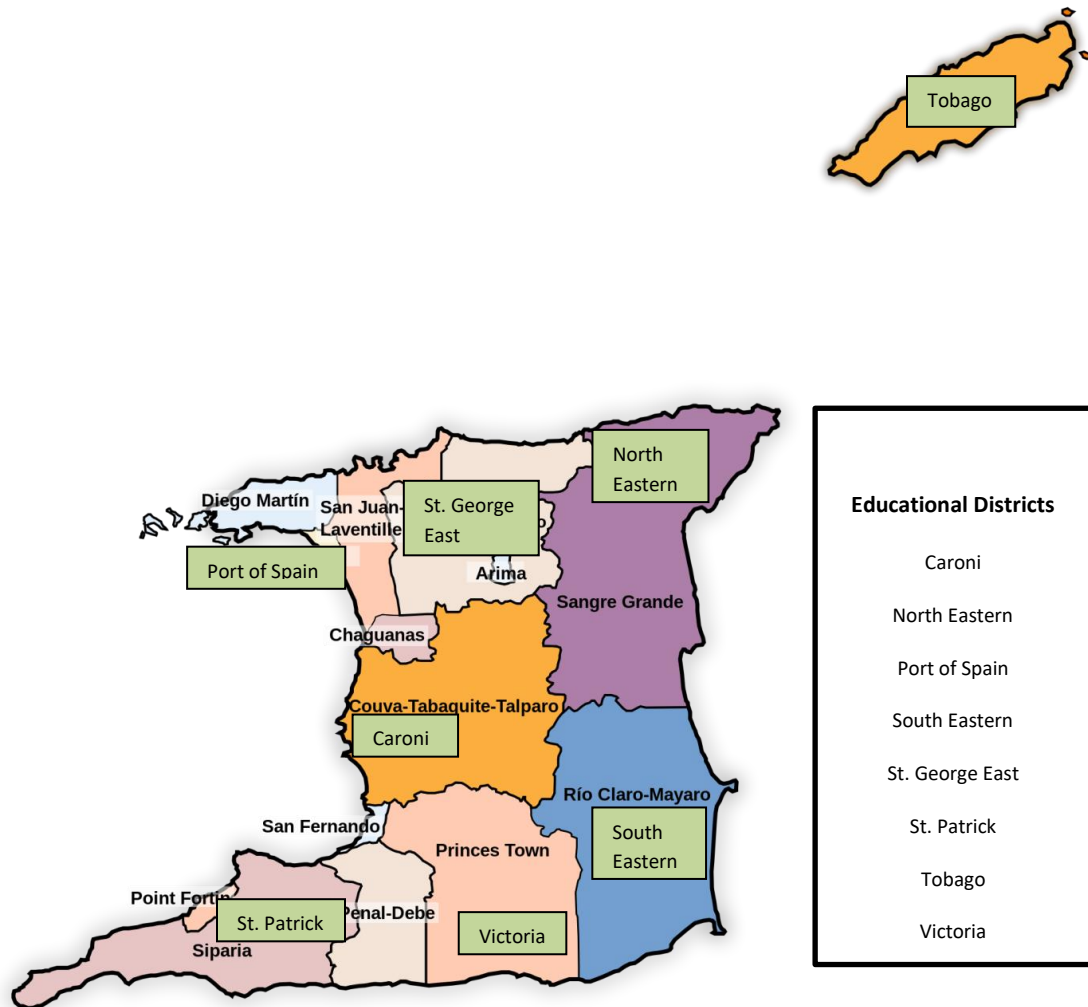 Tobago
North
Eastern
Diego Martín
San Juan-
Laventille
St. George
East
o
Port of Spain
Arima
Sangre Grande
Chaguanas
Couva-Tabaquite-Talparo
Caroni
Río Claro-Mayaro
San Fernando
South
Eastern
Princes Town
Point Fortin
St. Patrick
Penal-Debe
Victoria
Siparia
Educational Districts
Caroni
North Eastern
Port of Spain
South Eastern
St. George East
St. Patrick
Tobago
Victoria